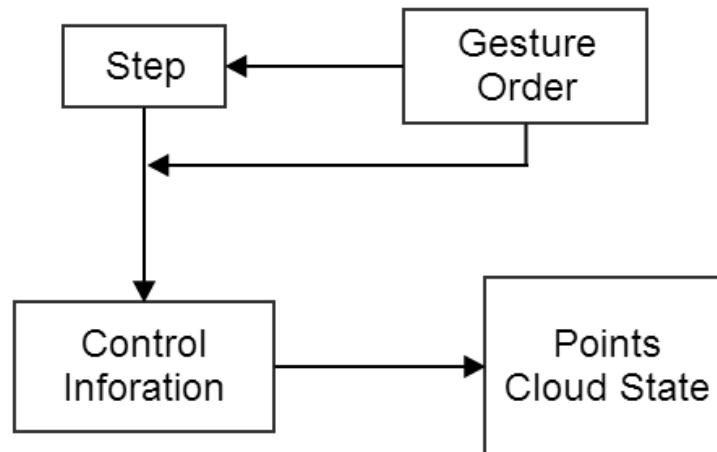 Step
Gesture
Order
Control
Inforation
Points
Cloud State